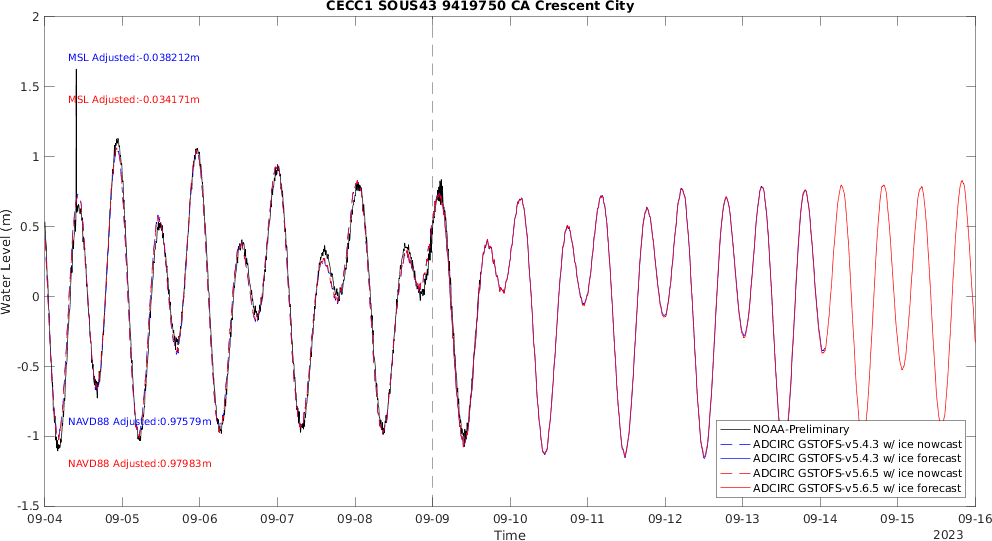 CECC1 SOUS43 9419750 CA Crescent City
2
1.5
1
0.5
0
-0.5
-1
-1.5
Water Level (m)
MSL Adjusted:-0.038212m
MSL Adjusted:-0.034171m
NAVD88 Adjusted:0.97579m
NAVD88 Adjusted:0.97983m
NOAA-Preliminary
ADCIRC GSTOFS-v5.4.3 w/ ice nowcast
ADCIRC GSTOFS-v5.4.3 w/ ice forecast
ADCIRC GSTOFS-v5.6.5 w/ ice nowcast
ADCIRC GSTOFS-v5.6.5 w/ ice forecast
09-04 09-05 09-06 09-07 09-08 09-09 09-10 09-11 09-12 09-13 09-14 09-15 09-16
Time
2023